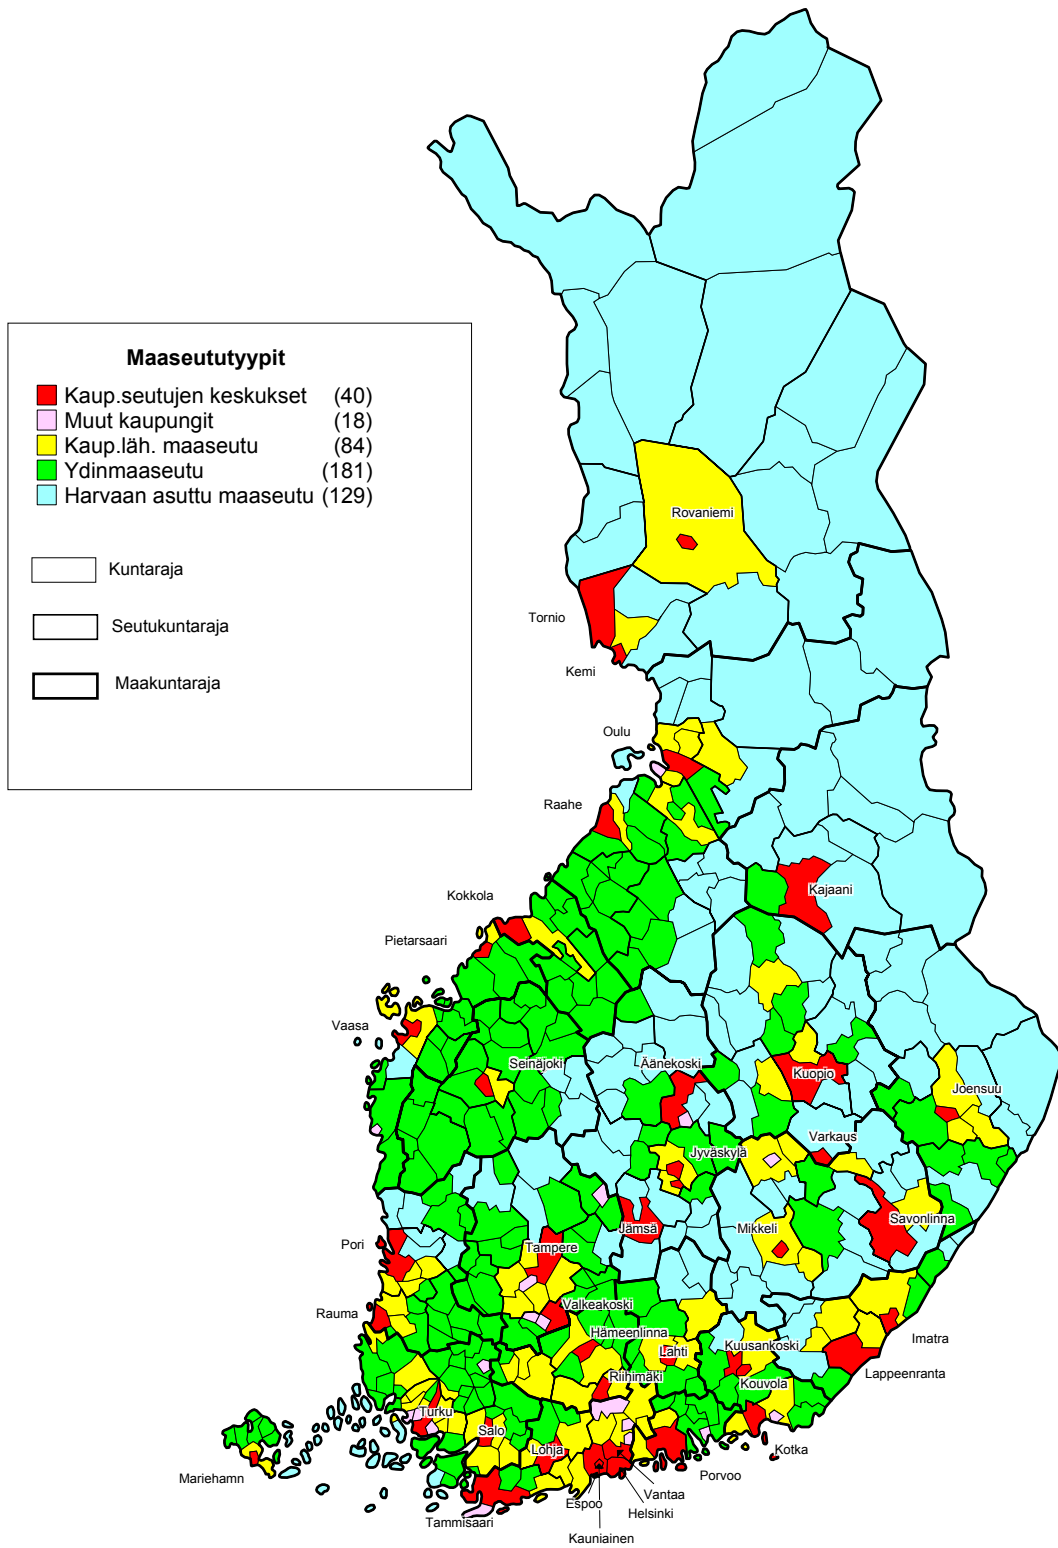 Maaseututyypit
Kaup.seutujen keskukset (40)
Muut kaupungit (18)
Kaup.läh. maaseutu (84)
Ydinmaaseutu (181)
Harvaan asuttu maaseutu (129)
Kuntaraja
Seutukuntaraja
Maakuntaraja
Rovaniemi
Tornio
Kemi
Oulu
Raahe
Kajaani
Kokkola
Pietarsaari
Vaasa
Seinäjoki
Äänekoski
Kuopio
Joensuu
Varkaus
Jyväskylä
Savonlinna
Mikkeli
Jämsä
Pori
Tampere
Rauma
Valkeakoski
Hämeenlinna
Kuusankoski
Imatra
Lahti
Lappeenranta
Riihimäki
Kouvola
Turku
Salo
Lohja
Kotka
Mariehamn
Porvoo
Vantaa
Espoo
Helsinki
Tammisaari
Kauniainen